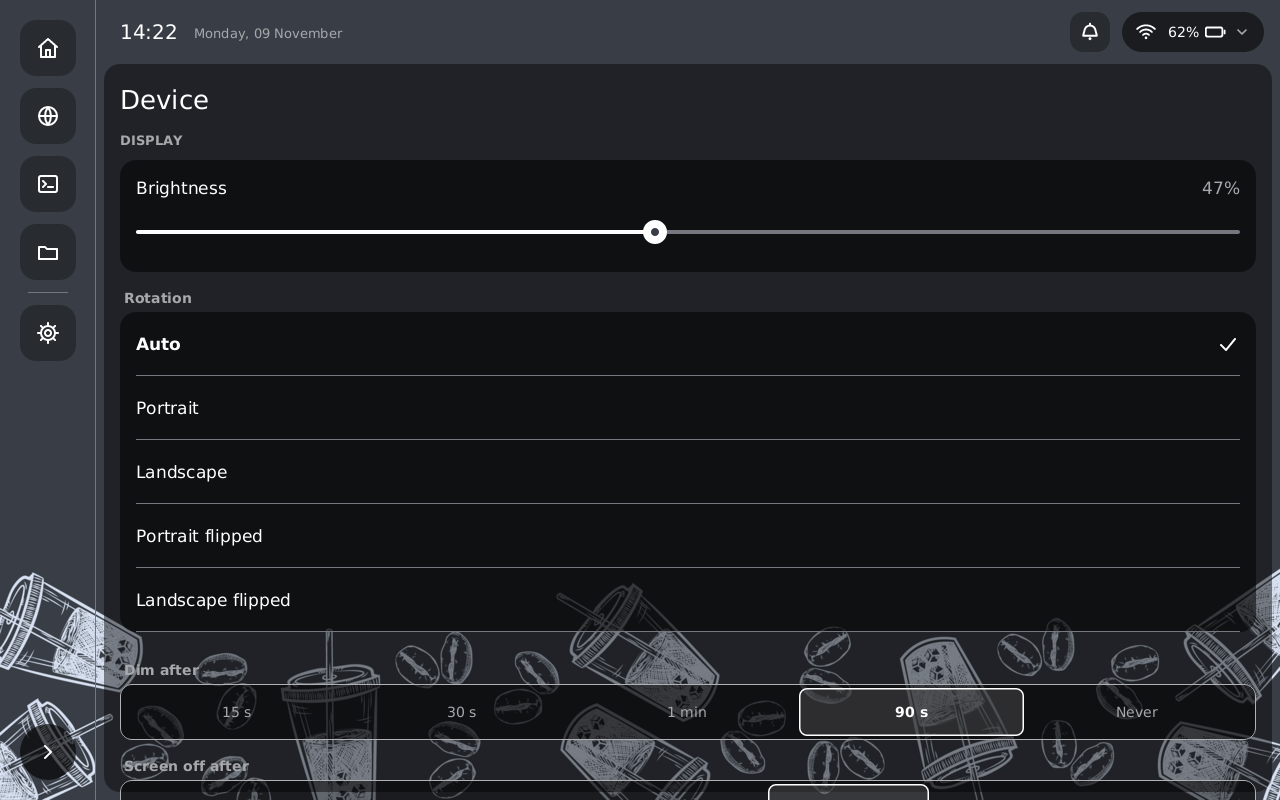 14:22 Monday, 09 November
62%
Device
DISPLAY
Brightness 47%
Rotation
Auto
Portrait
Landscape
Portrait flipped
Landscape flipped
Dim after
15 s 30 s 1 min 90 s Never
Screen off after